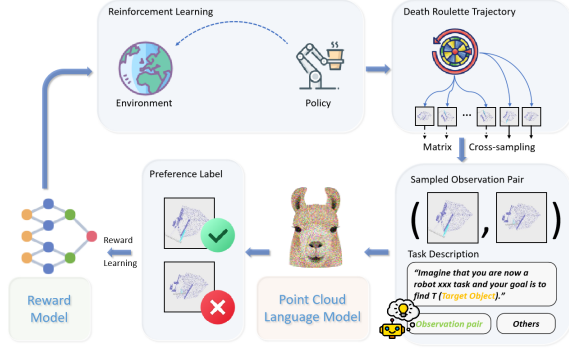 Reinforcement Learning
Environment
Policy
Death Roulette Trajectory
...
Matrix
Cross-sampling
Sampled Observation Pair
( , )
Task Description
"Imagine that you are now a
robot xxx task and your goal is to
find T (Target Object)."
Observation pair
Others
Point Cloud
Language Model
Preference Label
Reward
Learning
Reward
Model